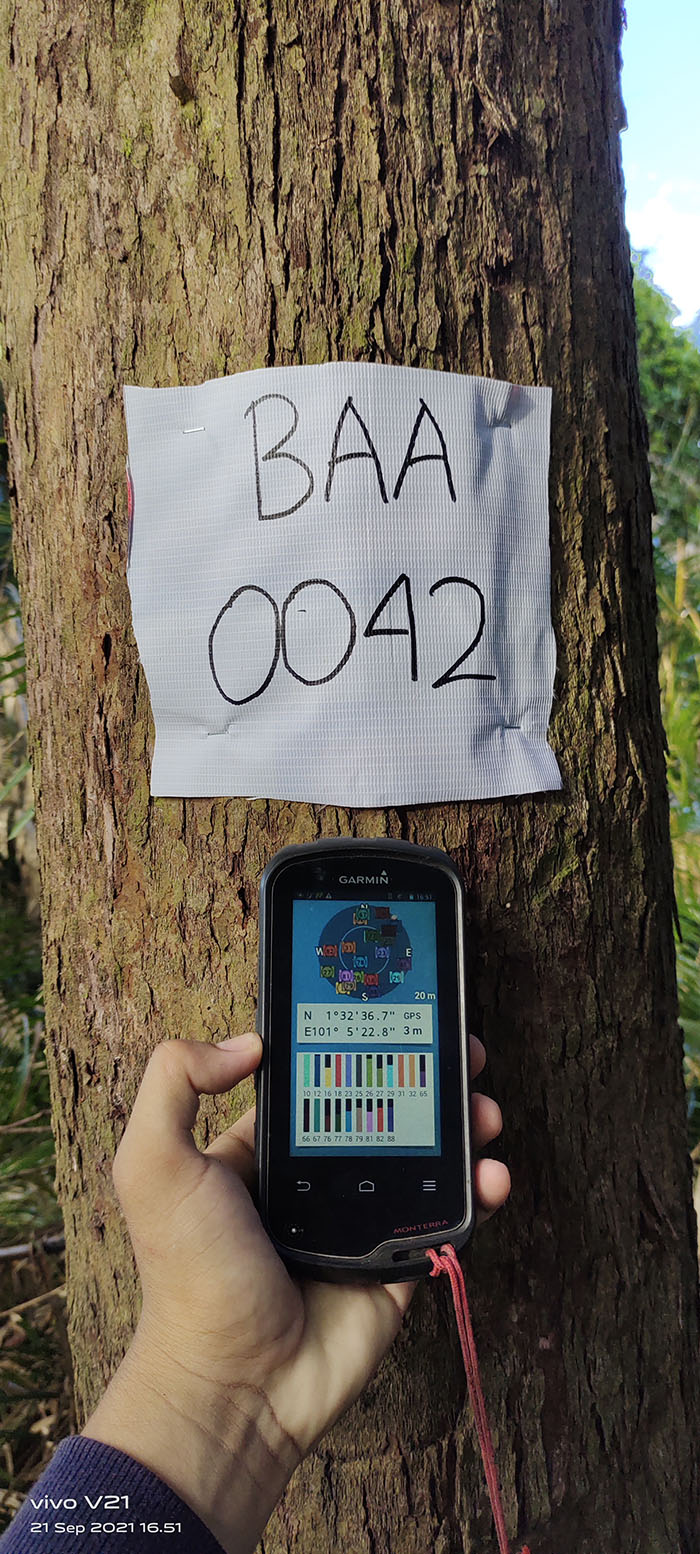 BAA
0042
GARMIN
16:51
W
E
S
20 m
N 1°32'36.7" GPS
E101° 5'22.8" 3 m
10 12 16 18 23 25 26 27 29 31 32 65
66 67 76 77 78 79 81 82 88
MONTERRA
vivo V21
21 Sep 2021 16.51